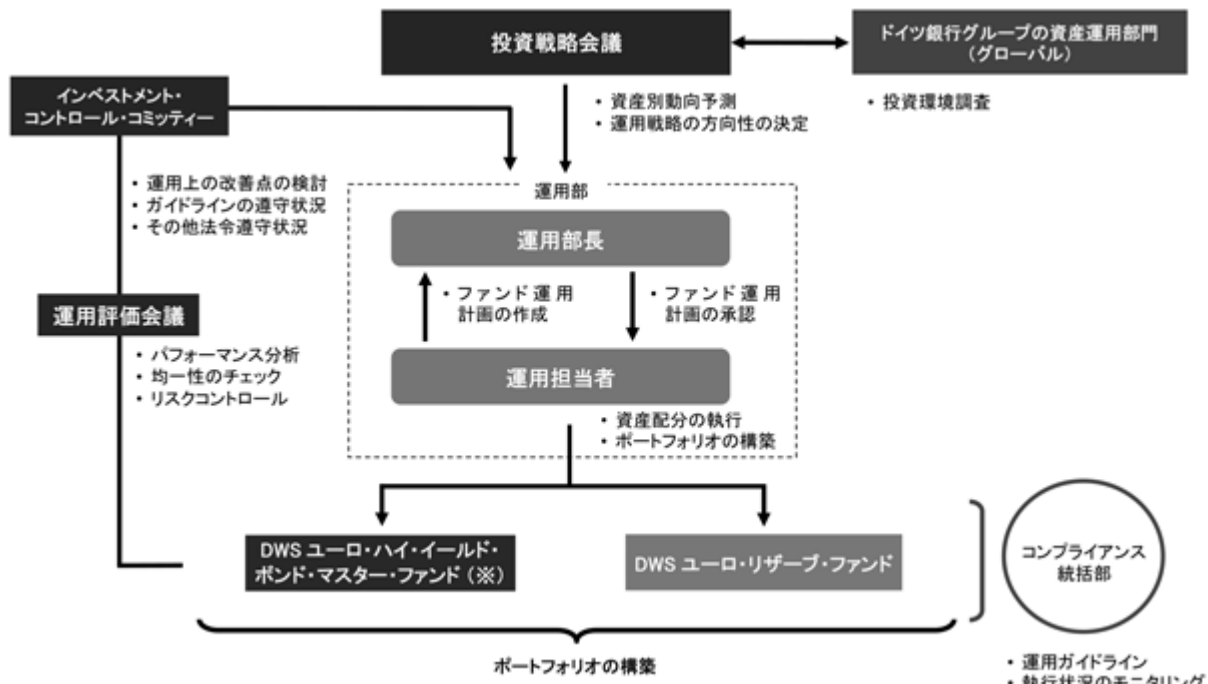 投資戦略会議
ドイツ銀行グループの資産運用部門
(グローバル)
インベストメント・
コントロール・コミッティー
・資産別動向予測
・運用戦略の方向性の決定
・投資環境調査
・運用上の改善点の検討
・ガイドラインの遵守状況
・その他法令遵守状況
運用部
運用部長
・ファンド運用
計画の作成
・ファンド運用
計画の承認
運用評価会議
・パフォーマンス分析
・均一性のチェック
・リスクコントロール
運用担当者
・資産配分の執行
・ポートフォリオの構築
DWS ユーロ・ハイ・イールド・
ボンド・マスター・ファンド(※)
DWS ユーロ・リザーブ・ファンド
コンプライアンス
統括部
ポートフォリオの構築
・運用ガイドライン
・執行状況のモニタリング